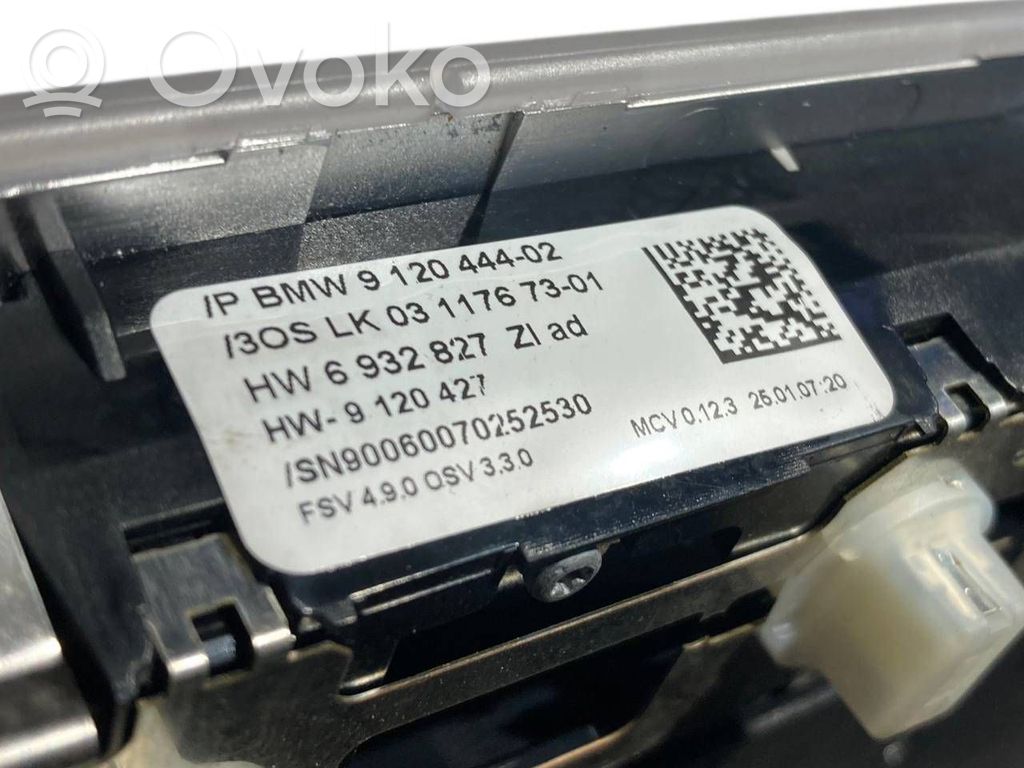 Ovoko
/P BMW 9 120 444-02
/3OS LK 03 1176 73-01
HW 6 932 827 ZI ad
HW- 9 120 427
/SN90060070252530
FSV 4.9.0 OSV 3.3.0
MCV 0.12.3 25.01.07:20